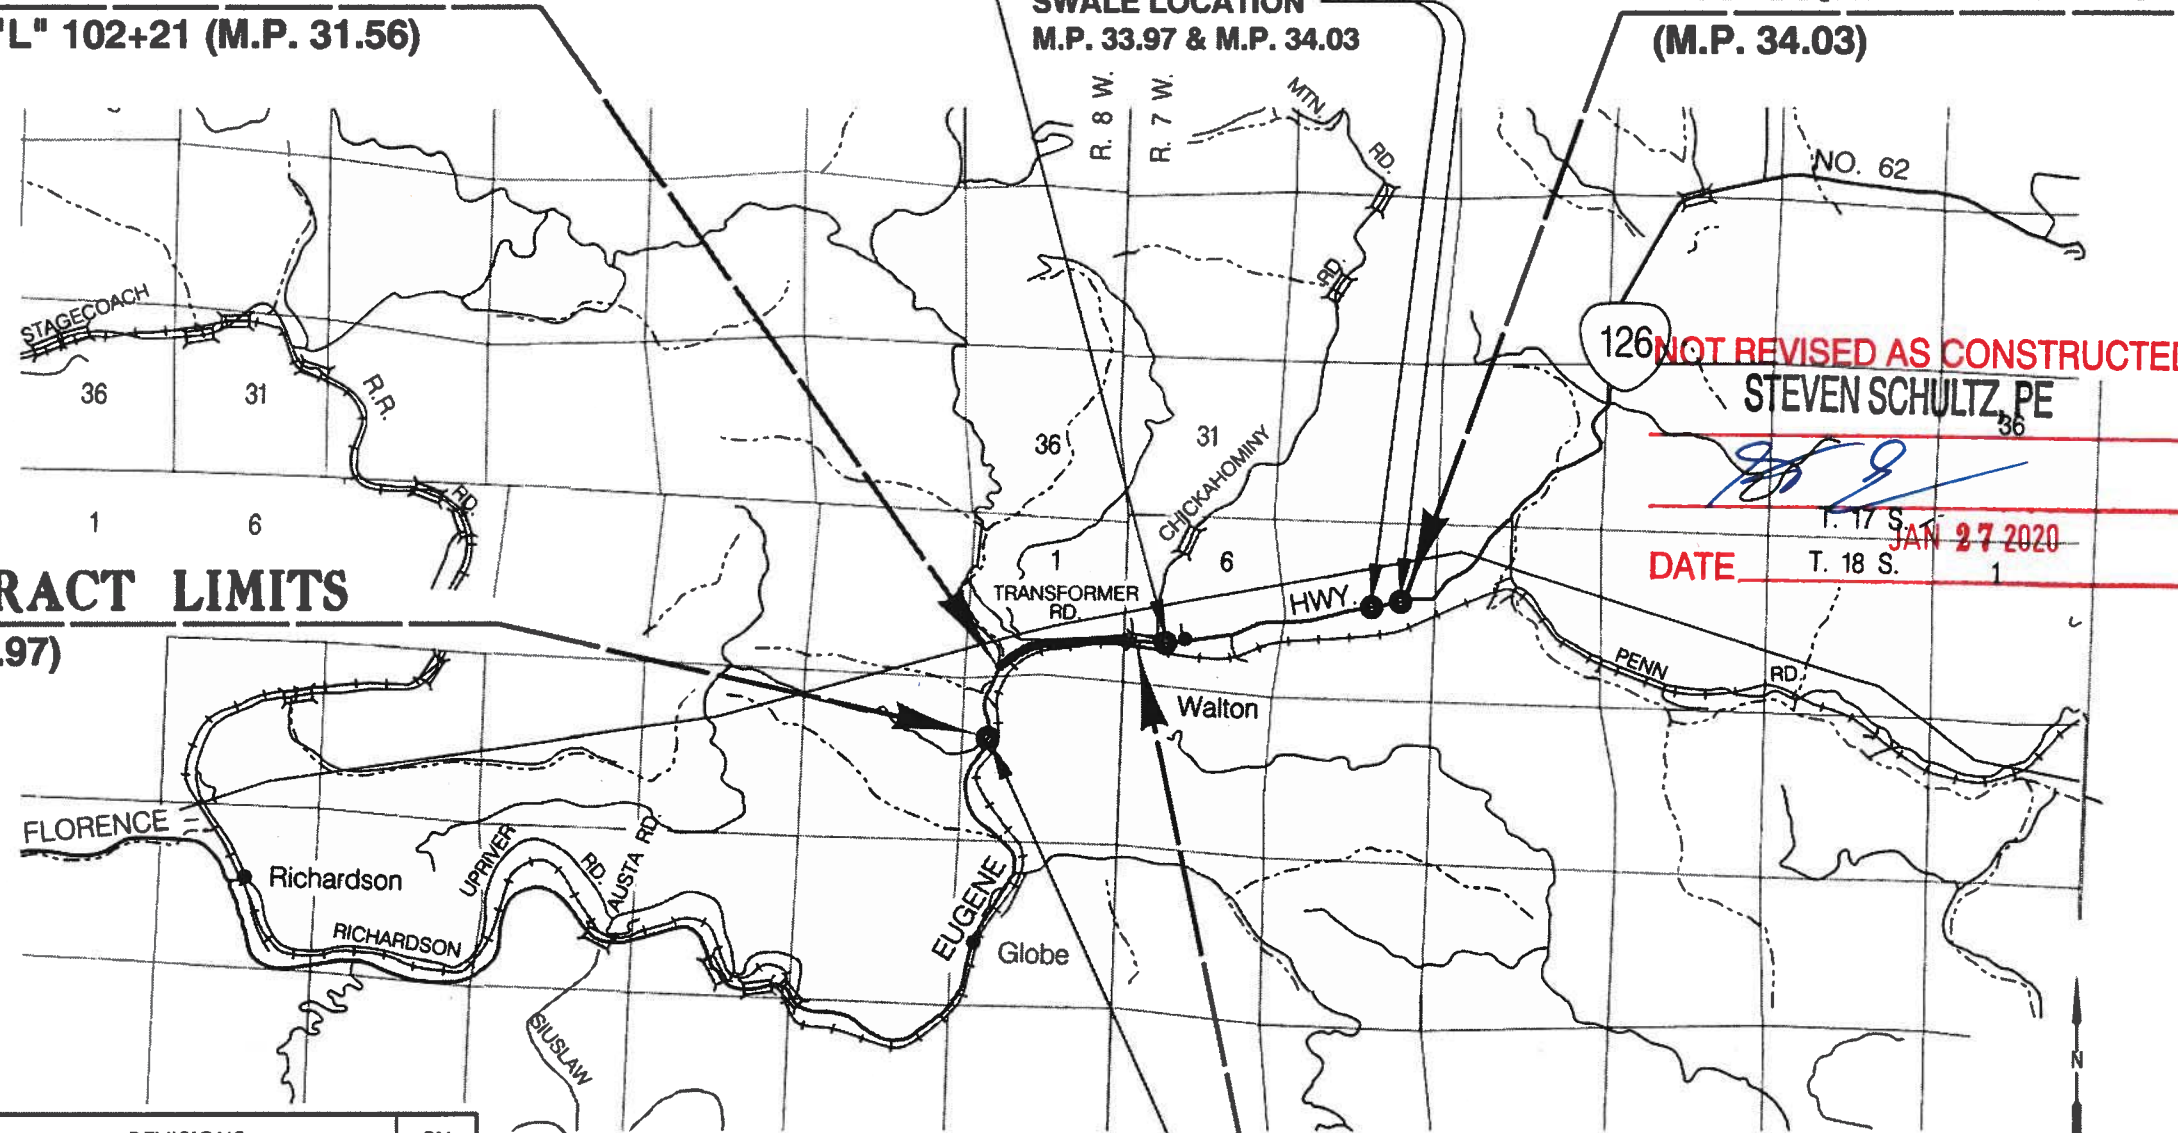 "L" 102+21 (M.P. 31.56)
SWALE LOCATION
M.P. 33.97 & M.P. 34.03
(M.P. 34.03)
R. 8 W.
R. 7 W.
MTN.
RD.
NO. 62
RD.
STAGECOACH
126
NOT REVISED AS CONSTRUCTED
STEVEN SCHULTZ, PE
36
36
31
R.R.
36
31
CHICKAHOMINY
RD.
1
6
1
6
T. 17 S.
JAN 27 2020
DATE
T. 18 S.
1
RACT LIMITS
.97)
TRANSFORMER
RD.
HWY.
PENN
RD.
Walton
FLORENCE
Richardson
UPRIVER
RD.
AUSTA RD.
RICHARDSON
EUGENE
Globe
SIUSLAW
N